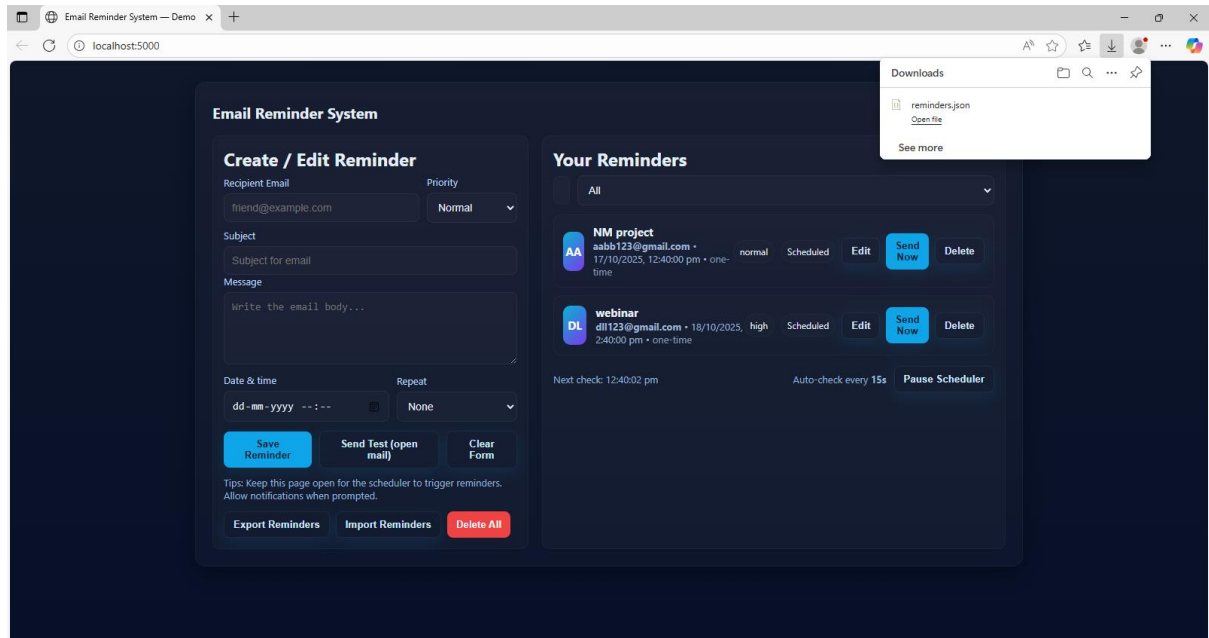 Email Reminder System — Demo
localhost:5000
Downloads
reminders.json
Open file
See more
Email Reminder System
Create / Edit Reminder
Recipient Email
Priority
friend@example.com
Normal
Subject
Subject for email
Message
Write the email body...
Date & time
Repeat
dd-mm-yyyy --:--
None
Save
Reminder
Send Test (open
mail)
Clear
Form
Tips: Keep this page open for the scheduler to trigger reminders.
Allow notifications when prompted.
Export Reminders
Import Reminders
Delete All
Your Reminders
All
AA
NM project
aabb123@gmail.com •
17/10/2025, 12:40:00 pm • one-
time
normal
Scheduled
Edit
Send
Now
Delete
DL
webinar
dll123@gmail.com • 18/10/2025,
2:40:00 pm • one-time
high
Scheduled
Edit
Send
Now
Delete
Next check: 12:40:02 pm
Auto-check every 15s
Pause Scheduler